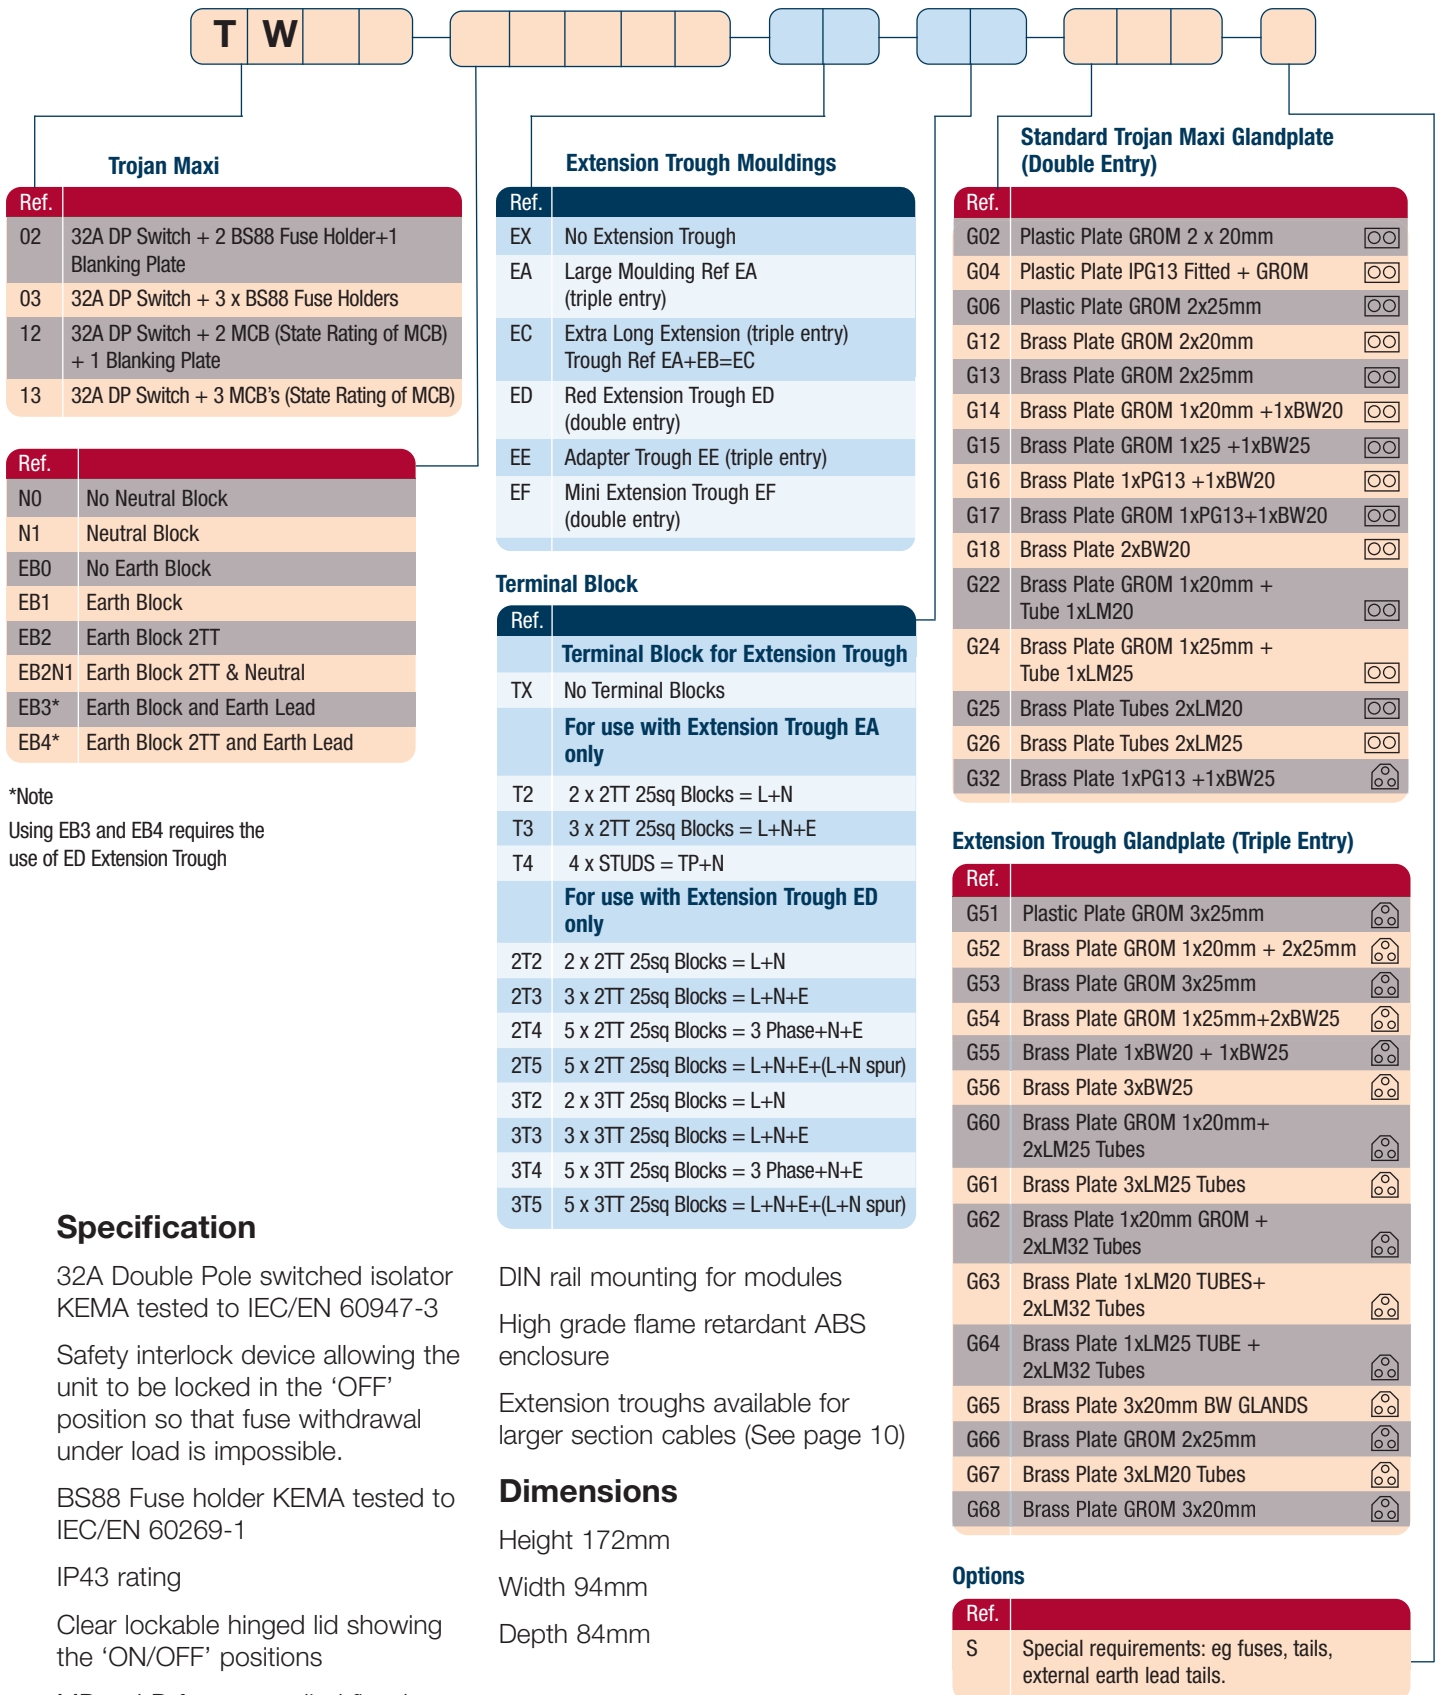 T W
Trojan Maxi
Ref.
02 32A DP Switch + 2 BS88 Fuse Holder+1
Blanking Plate
03 32A DP Switch + 3 x BS88 Fuse Holders
12 32A DP Switch + 2 MCB (State Rating of MCB)
+ 1 Blanking Plate
13 32A DP Switch + 3 MCB's (State Rating of MCB)
Ref.
N0 No Neutral Block
N1 Neutral Block
EB0 No Earth Block
EB1 Earth Block
EB2 Earth Block 2TT
EB2N1 Earth Block 2TT & Neutral
EB3* Earth Block and Earth Lead
EB4* Earth Block 2TT and Earth Lead
*Note
Using EB3 and EB4 requires the
use of ED Extension Trough
Extension Trough Mouldings
Ref.
EX No Extension Trough
EA Large Moulding Ref EA
(triple entry)
EC Extra Long Extension (triple entry)
Trough Ref EA+EB=EC
ED Red Extension Trough ED
(double entry)
EE Adapter Trough EE (triple entry)
EF Mini Extension Trough EF
(double entry)
Terminal Block
Ref.
Terminal Block for Extension Trough
TX No Terminal Blocks
For use with Extension Trough EA
only
T2 2 x 2TT 25sq Blocks = L+N
T3 3 x 2TT 25sq Blocks = L+N+E
T4 4 x STUDS = TP+N
For use with Extension Trough ED
only
2T2 2 x 2TT 25sq Blocks = L+N
2T3 3 x 2TT 25sq Blocks = L+N+E
2T4 5 x 2TT 25sq Blocks = 3 Phase+N+E
2T5 5 x 2TT 25sq Blocks = L+N+E+(L+N spur)
3T2 2 x 3TT 25sq Blocks = L+N
3T3 3 x 3TT 25sq Blocks = L+N+E
3T4 5 x 3TT 25sq Blocks = 3 Phase+N+E
3T5 5 x 3TT 25sq Blocks = L+N+E+(L+N spur)
Standard Trojan Maxi Glandplate
(Double Entry)
Ref.
G02 Plastic Plate GROM 2 x 20mm
G04 Plastic Plate IPG13 Fitted + GROM
G06 Plastic Plate GROM 2x25mm
G12 Brass Plate GROM 2x20mm
G13 Brass Plate GROM 2x25mm
G14 Brass Plate GROM 1x20mm +1xBW20
G15 Brass Plate GROM 1x25 +1xBW25
G16 Brass Plate 1xPG13 +1xBW20
G17 Brass Plate GROM 1xPG13+1xBW20
G18 Brass Plate 2xBW20
G22 Brass Plate GROM 1x20mm +
Tube 1xLM20
G24 Brass Plate GROM 1x25mm +
Tube 1xLM25
G25 Brass Plate Tubes 2xLM20
G26 Brass Plate Tubes 2xLM25
G32 Brass Plate 1xPG13 +1xBW25
Extension Trough Glandplate (Triple Entry)
Ref.
G51 Plastic Plate GROM 3x25mm
G52 Brass Plate GROM 1x20mm + 2x25mm
G53 Brass Plate GROM 3x25mm
G54 Brass Plate GROM 1x25mm+2xBW25
G55 Brass Plate 1xBW20 + 1xBW25
G56 Brass Plate 3xBW25
G60 Brass Plate GROM 1x20mm+
2xLM25 Tubes
G61 Brass Plate 3xLM25 Tubes
G62 Brass Plate 1x20mm GROM +
2xLM32 Tubes
G63 Brass Plate 1xLM20 TUBES+
2xLM32 Tubes
G64 Brass Plate 1xLM25 TUBE +
2xLM32 Tubes
G65 Brass Plate 3x20mm BW GLANDS
G66 Brass Plate GROM 2x25mm
G67 Brass Plate 3xLM20 Tubes
G68 Brass Plate GROM 3x20mm
Options
Ref.
S Special requirements: eg fuses, tails,
external earth lead tails.
Specification
32A Double Pole switched isolator
KEMA tested to IEC/EN 60947-3
Safety interlock device allowing the
unit to be locked in the ‘OFF’
position so that fuse withdrawal
under load is impossible.
BS88 Fuse holder KEMA tested to
IEC/EN 60269-1
IP43 rating
Clear lockable hinged lid showing
the ‘ON/OFF’ positions
DIN rail mounting for modules
High grade flame retardant ABS
enclosure
Extension troughs available for
larger section cables (See page 10)
Dimensions
Height 172mm
Width 94mm
Depth 84mm